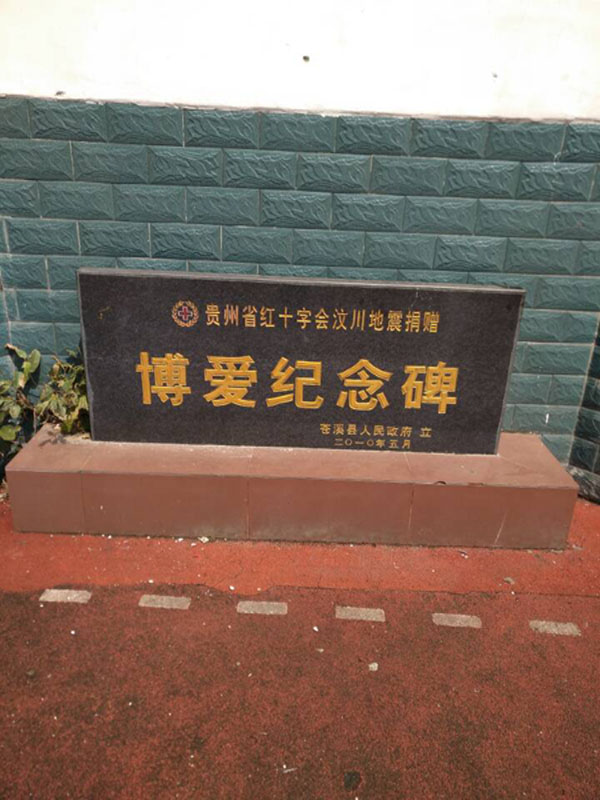 贵州省红十字会汶川地震捐赠
博爱纪念碑
苍溪县人民政府 立
二〇一〇年五月